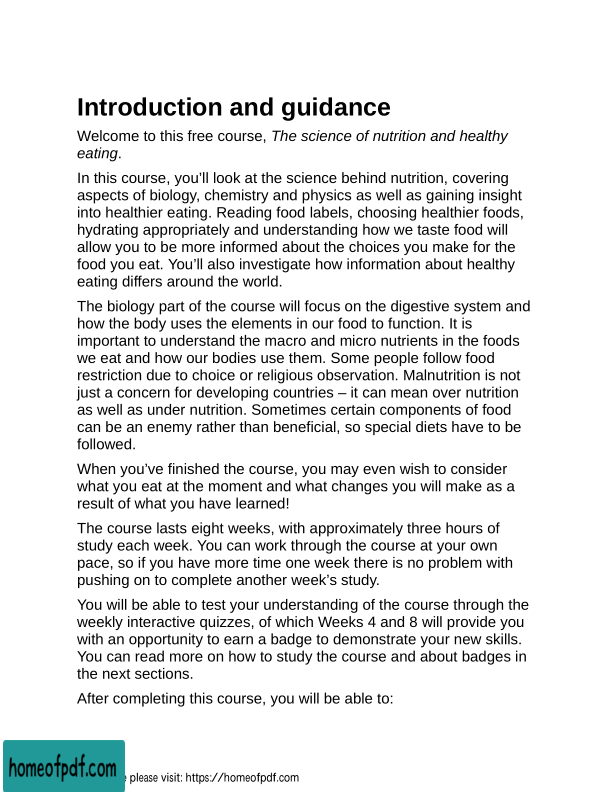 Introduction and guidance
Welcome to this free course, The science of nutrition and healthy
eating.
In this course, you’ll look at the science behind nutrition, covering
aspects of biology, chemistry and physics as well as gaining insight
into healthier eating. Reading food labels, choosing healthier foods,
hydrating appropriately and understanding how we taste food will
allow you to be more informed about the choices you make for the
food you eat. You’ll also investigate how information about healthy
eating differs around the world.
The biology part of the course will focus on the digestive system and
how the body uses the elements in our food to function. It is
important to understand the macro and micro nutrients in the foods
we eat and how our bodies use them. Some people follow food
restriction due to choice or religious observation. Malnutrition is not
just a concern for developing countries – it can mean over nutrition
as well as under nutrition. Sometimes certain components of food
can be an enemy rather than beneficial, so special diets have to be
followed.
When you’ve finished the course, you may even wish to consider
what you eat at the moment and what changes you will make as a
result of what you have learned!
The course lasts eight weeks, with approximately three hours of
study each week. You can work through the course at your own
pace, so if you have more time one week there is no problem with
pushing on to complete another week’s study.
You will be able to test your understanding of the course through the
weekly interactive quizzes, of which Weeks 4 and 8 will provide you
with an opportunity to earn a badge to demonstrate your new skills.
You can read more on how to study the course and about badges in
the next sections.
After completing this course, you will be able to:
homeofpdf.com
please visit: https://homeofpdf.com